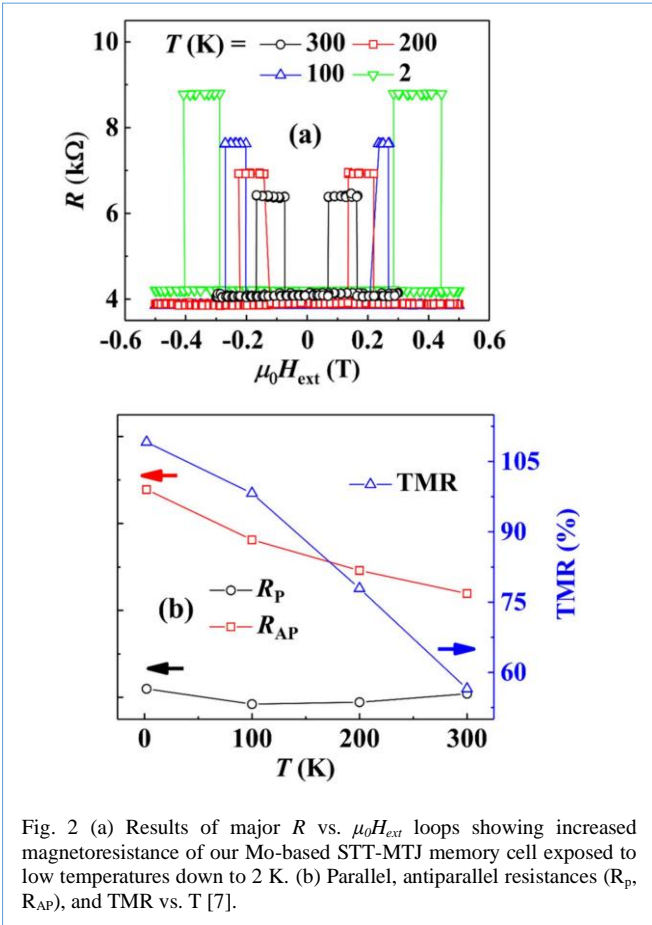 T (K) = 300 200
100 2
(a)
10
8
6
4
R (kΩ)
-0.6 -0.4 -0.2 0 0.2 0.4 0.6
μ₀Hext (T)
TMR
RP
RAP
(b)
105
90
75
60
TMR (%)
0 100 200 300
T (K)
Fig. 2 (a) Results of major R vs. μ₀Hext loops showing increased
magnetoresistance of our Mo-based STT-MTJ memory cell exposed to
low temperatures down to 2 K. (b) Parallel, antiparallel resistances (Rp,
RAP), and TMR vs. T [7].